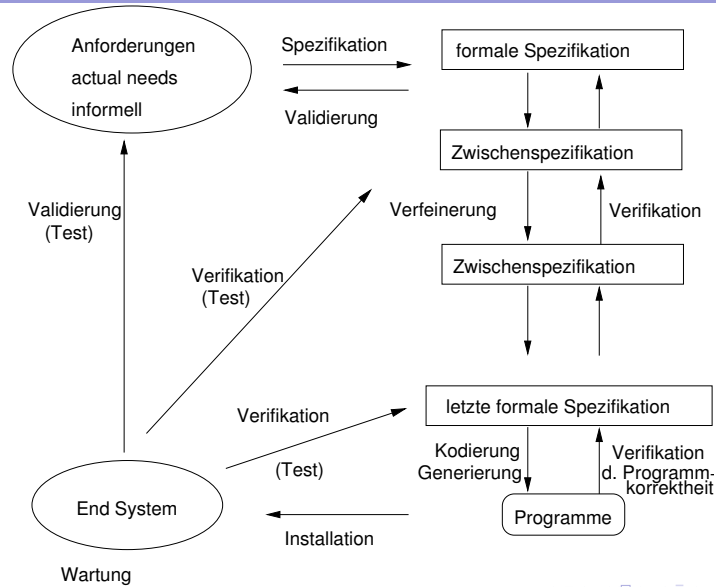 Anforderungen
actual needs
informell
Spezifikation
Validierung
formale Spezifikation
Zwischenspezifikation
Validierung
(Test)
Verfeinerung
Verifikation
Verifikation
(Test)
Zwischenspezifikation
letzte formale Spezifikation
Verifikation
(Test)
Kodierung
Generierung
Verifikation
d. Programm-
korrektheit
End System
Programme
Installation
Wartung